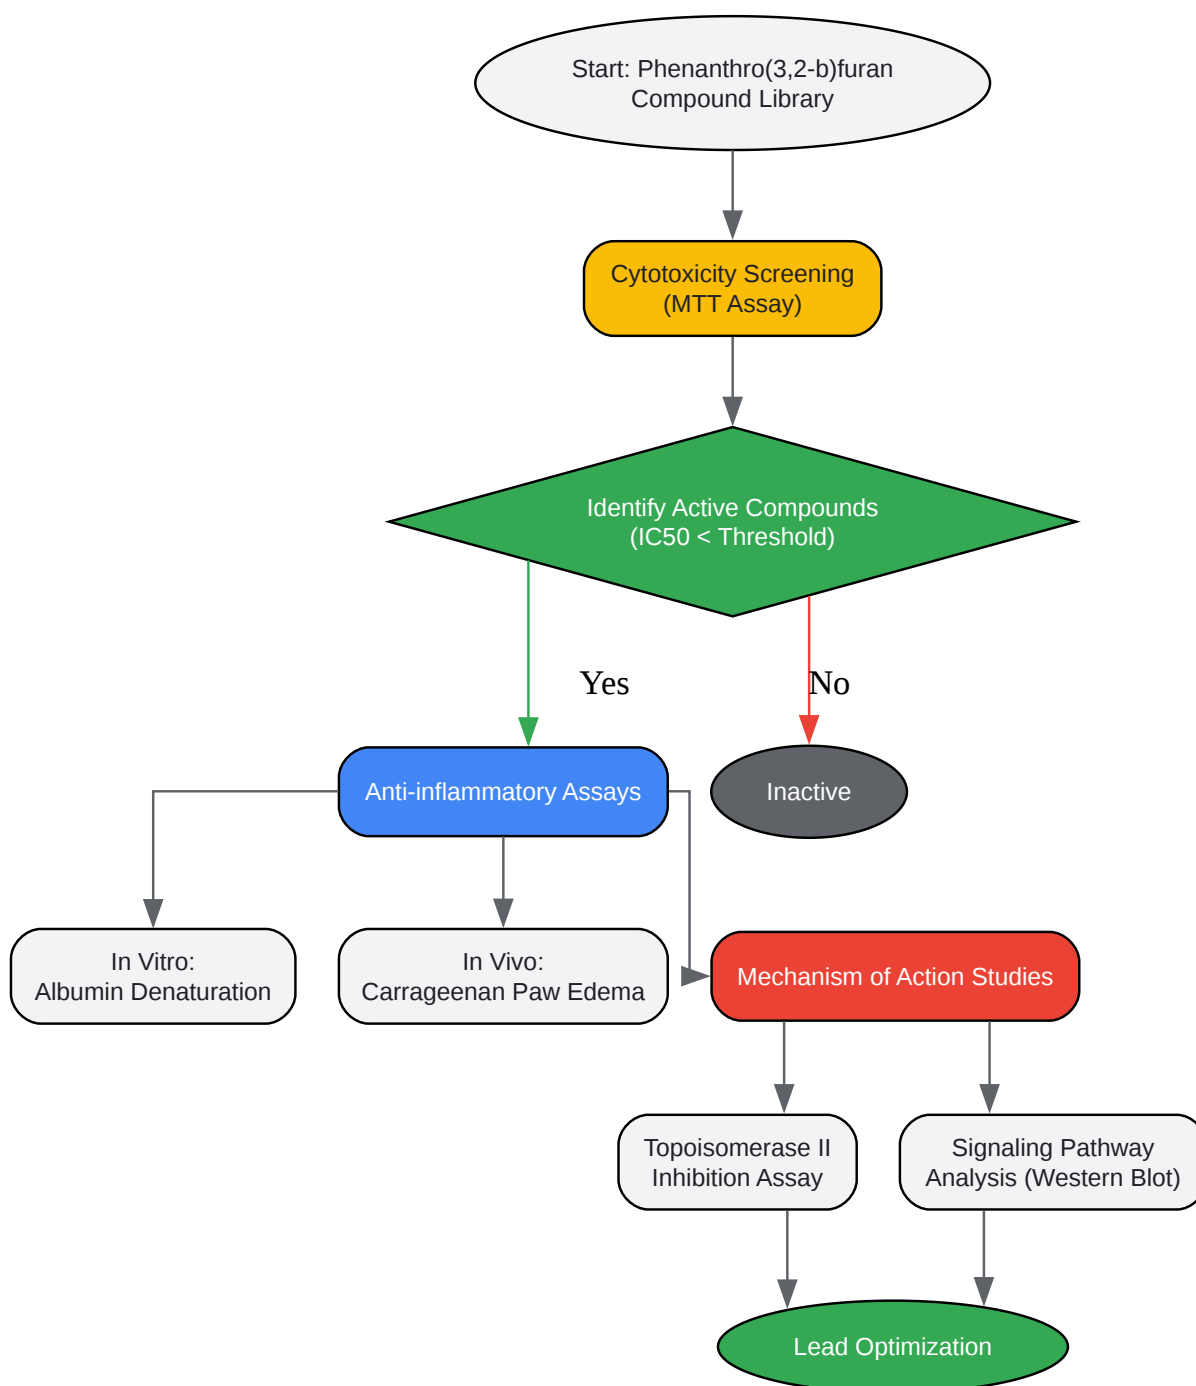 Start: Phenanthro(3,2-b)furan
Compound Library
Cytotoxicity Screening
(MTT Assay)
Identify Active Compounds
(IC50 < Threshold)
Yes
No
Anti-inflammatory Assays
Inactive
In Vitro:
Albumin Denaturation
In Vivo:
Carrageenan Paw Edema
Mechanism of Action Studies
Topoisomerase II
Inhibition Assay
Signaling Pathway
Analysis (Western Blot)
Lead Optimization